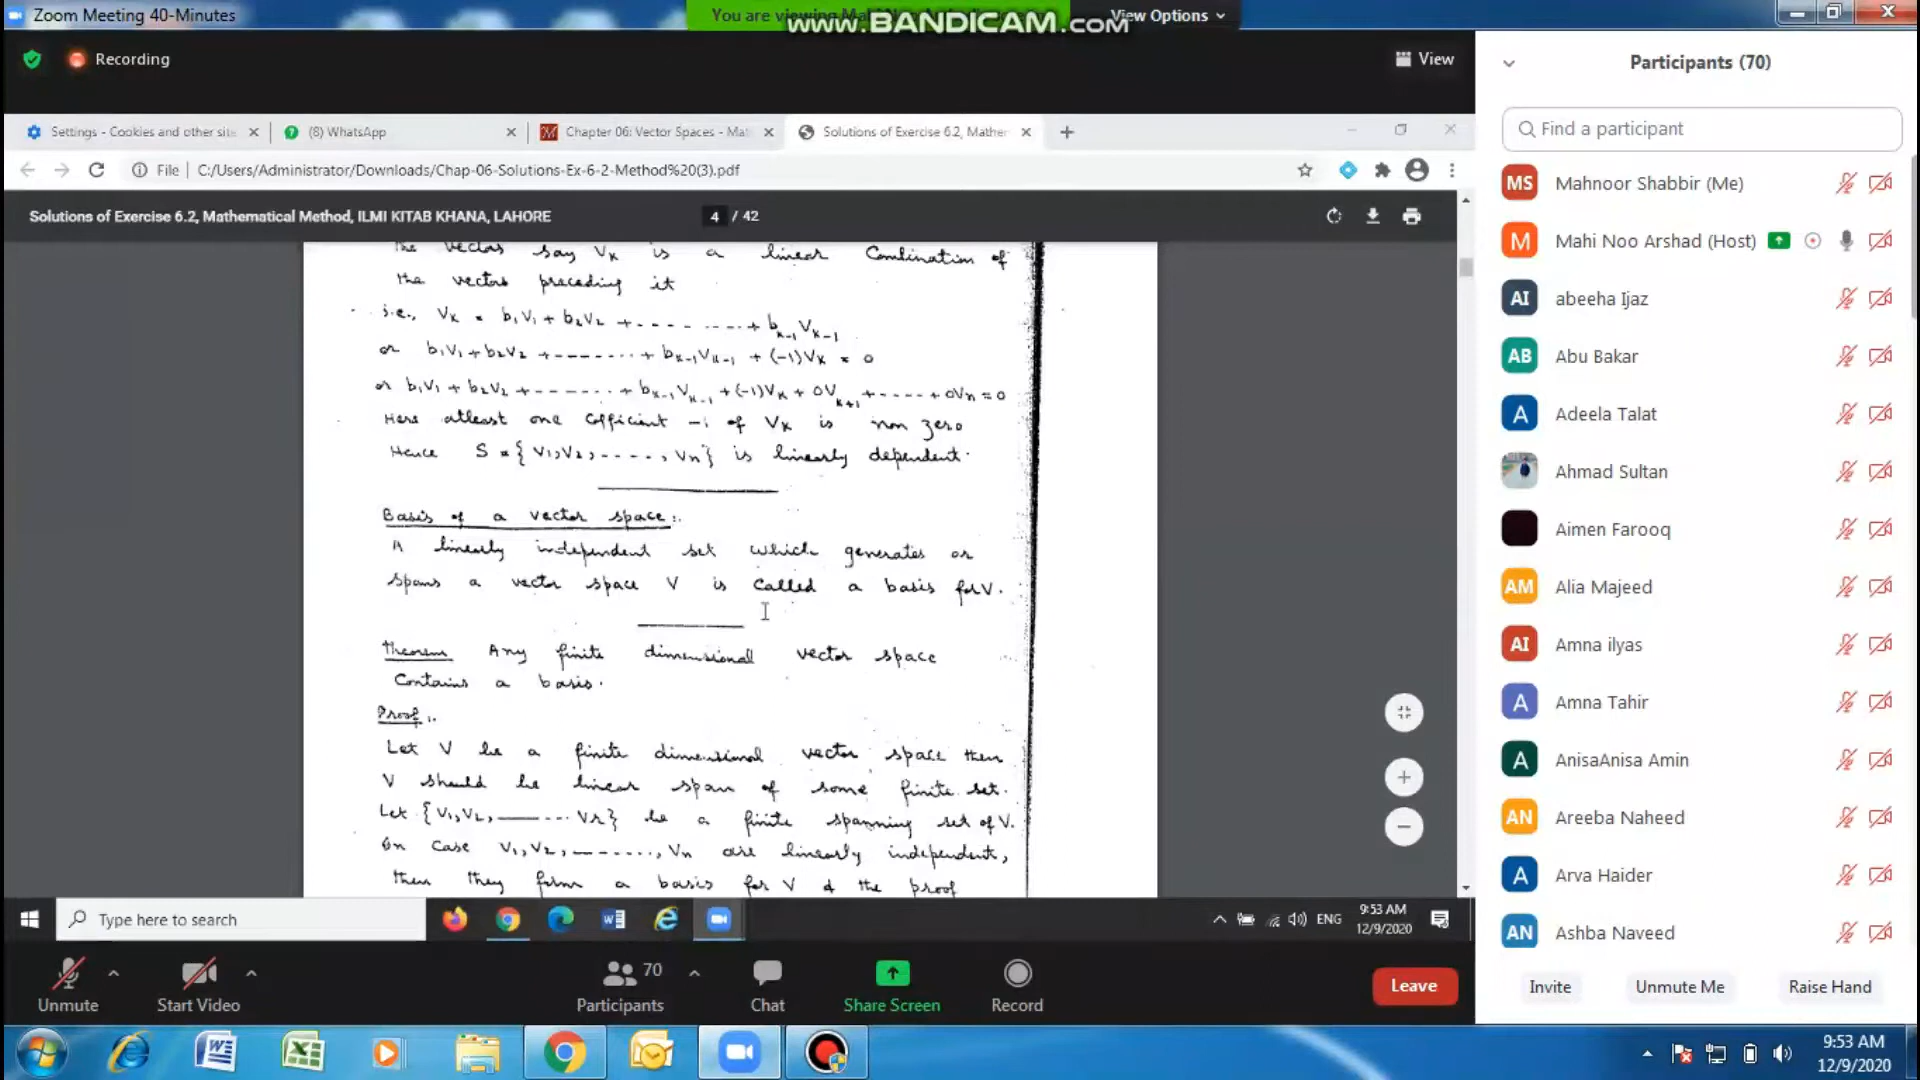 Zoom Meeting 40-Minutes
You are viewing
View Options
WWW.BANDICAM.COM
Recording
View
Settings - Cookies and other site
(8) WhatsApp
Chapter 06: Vector Spaces - Mat
Solutions of Exercise 6.2, Mather
File C:/Users/Administrator/Downloads/Chap-06-Solutions-Ex-6-2-Method%20(3).pdf
Solutions of Exercise 6.2, Mathematical Method, ILMI KITAB KHANA, LAHORE
4 / 42
the vectors say Vk is a linear Combination of
the vectors preceding it
i.e., Vk = b1V1 + b2V2 + --------- + bk-1Vk-1
or b1V1 + b2V2 + ------- + bk-1Vk-1 + (-1)Vk = 0
or b1V1 + b2V2 + ------- + bk-1Vk-1 + (-1)Vk + 0Vk+1 + ----- + 0Vn = 0
Here atleast one Cofficient -1 of Vk is non zero
Hence S = {V1,V2,-----,Vn} is linearly dependent.
Basis of a vector space:.
A linearly independent set which generates or
spans a vector space V is called a basis for V.
Theorem Any finite dimensional vector space
Contains a basis.
Proof:.
Let V be a finite dimensional vector space then
V should be linear span of some finite set.
Let {V1,V2,-------Vr} be a finite spanning set of V.
In Case V1,V2,-------,Vn are linearly independent,
then they form a basis for V & the proof
Type here to search
ENG
9:53 AM
12/9/2020
Unmute
Start Video
70
Participants
Chat
Share Screen
Record
Leave
Participants (70)
Find a participant
MS Mahnoor Shabbir (Me)
M Mahi Noo Arshad (Host)
AI abeeha Ijaz
AB Abu Bakar
A Adeela Talat
Ahmad Sultan
Aimen Farooq
AM Alia Majeed
AI Amna ilyas
A Amna Tahir
A AnisaAnisa Amin
AN Areeba Naheed
A Arva Haider
AN Ashba Naveed
Invite
Unmute Me
Raise Hand
9:53 AM
12/9/2020